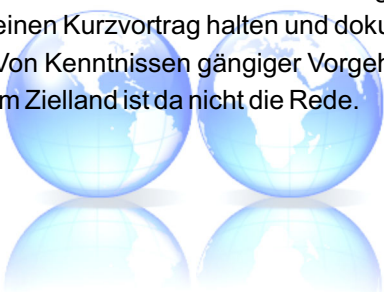 einen Kurzvortrag halten und doku
Von Kenntnissen gängiger Vorgeh
m Zielland ist da nicht die Rede.